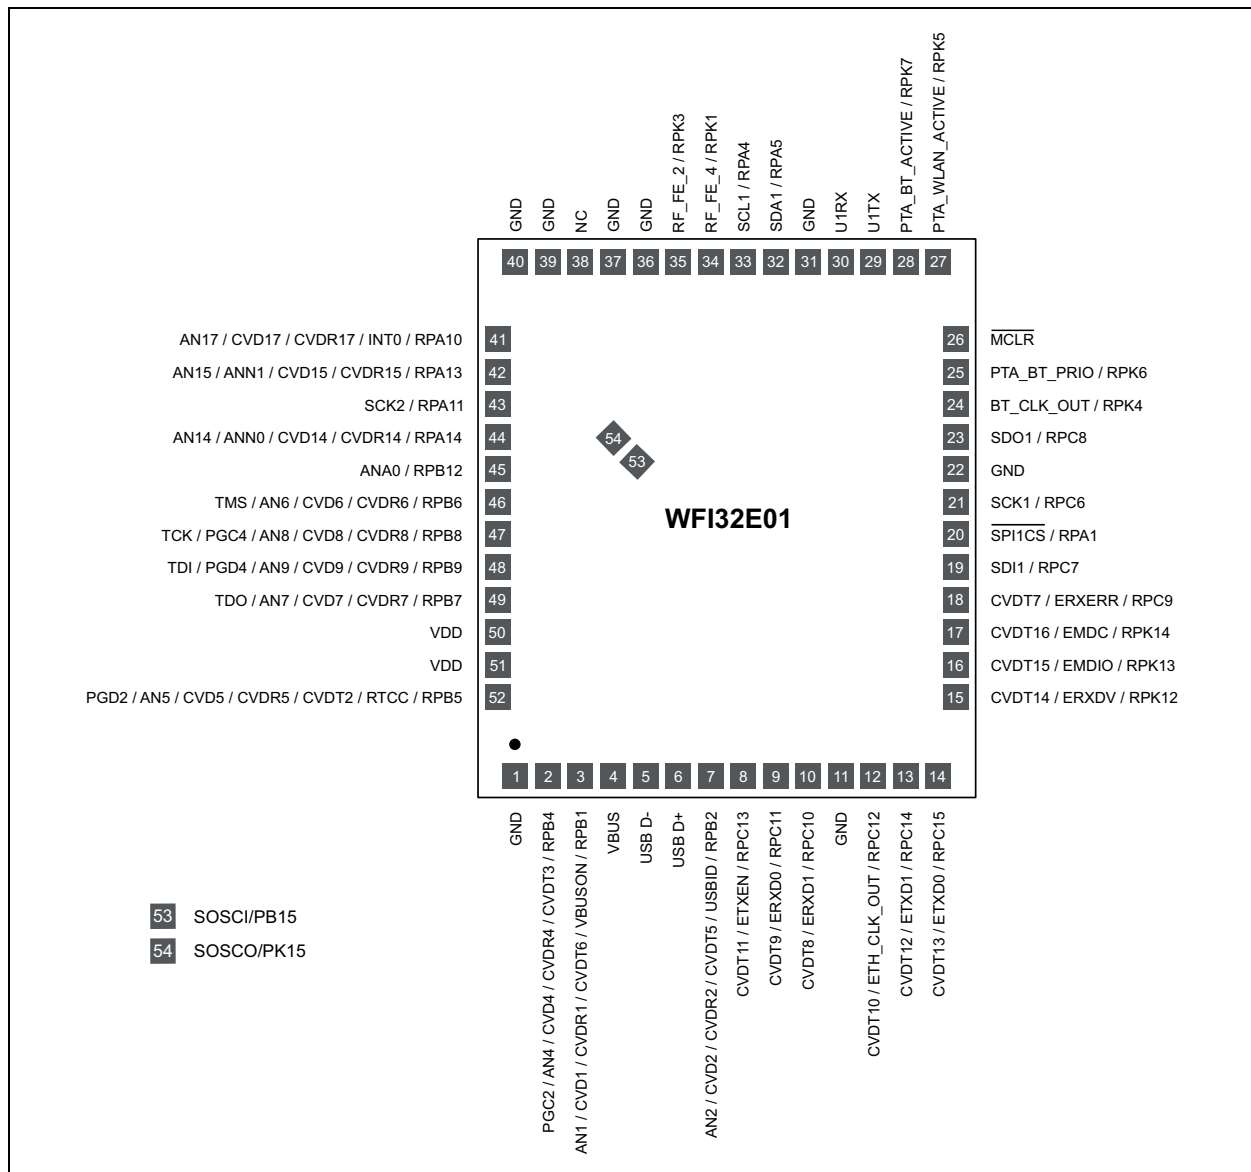 GND
GND
NC
GND
GND
RF_FE_2 / RPK3
RF_FE_4 / RPK1
SCL1 / RPA4
SDA1 / RPA5
GND
U1RX
U1TX
PTA_BT_ACTIVE / RPK7
PTA_WLAN_ACTIVE / RPK5
40 39 38 37 36 35 34 33 32 31 30 29 28 27
AN17 / CVD17 / CVDR17 / INT0 / RPA10 41
AN15 / ANN1 / CVD15 / CVDR15 / RPA13 42
SCK2 / RPA11 43
AN14 / ANN0 / CVD14 / CVDR14 / RPA14 44
ANA0 / RPB12 45
TMS / AN6 / CVD6 / CVDR6 / RPB6 46
TCK / PGC4 / AN8 / CVD8 / CVDR8 / RPB8 47
TDI / PGD4 / AN9 / CVD9 / CVDR9 / RPB9 48
TDO / AN7 / CVD7 / CVDR7 / RPB7 49
VDD 50
VDD 51
PGD2 / AN5 / CVD5 / CVDR5 / CVDT2 / RTCC / RPB5 52
54
53
WFI32E01
26 MCLR
25 PTA_BT_PRIO / RPK6
24 BT_CLK_OUT / RPK4
23 SDO1 / RPC8
22 GND
21 SCK1 / RPC6
20 SPI1CS / RPA1
19 SDI1 / RPC7
18 CVDT7 / ERXERR / RPC9
17 CVDT16 / EMDC / RPK14
16 CVDT15 / EMDIO / RPK13
15 CVDT14 / ERXDV / RPK12
1 2 3 4 5 6 7 8 9 10 11 12 13 14
GND
PGC2 / AN4 / CVD4 / CVDR4 / CVDT3 / RPB4
AN1 / CVD1 / CVDR1 / CVDT6 / VBUSON / RPB1
VBUS
USB D-
USB D+
AN2 / CVD2 / CVDR2 / CVDT5 / USBID / RPB2
CVDT11 / ETXEN / RPC13
CVDT9 / ERXD0 / RPC11
CVDT8 / ERXD1 / RPC10
GND
CVDT10 / ETH_CLK_OUT / RPC12
CVDT12 / ETXD1 / RPC14
CVDT13 / ETXD0 / RPC15
53 SOSCI/PB15
54 SOSCO/PK15